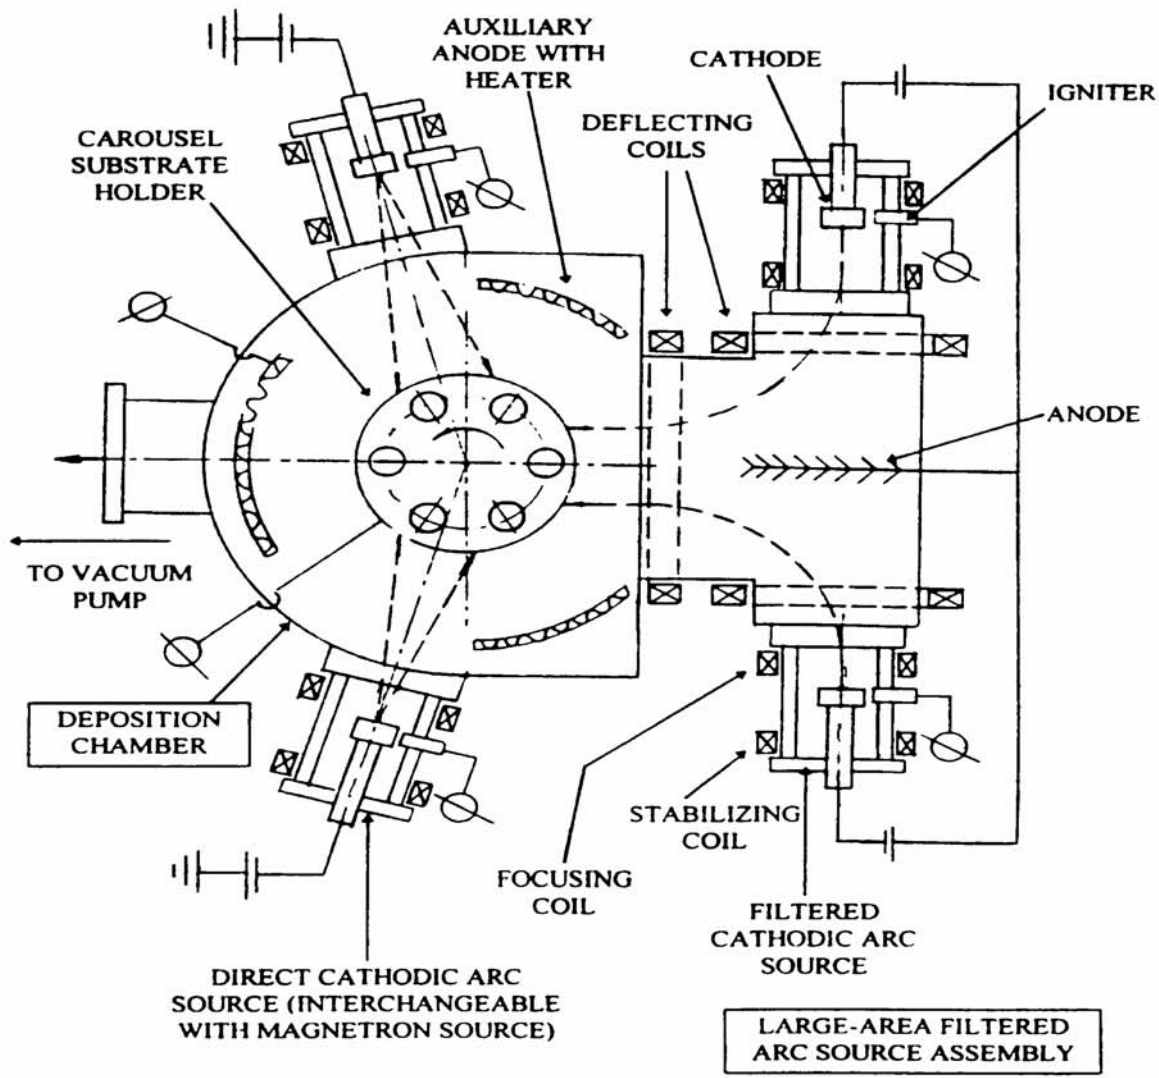 AUXILIARY
ANODE WITH
HEATER
CATHODE
IGNITER
DEFLECTING
COILS
CAROUSEL
SUBSTRATE
HOLDER
ANODE
TO VACUUM
PUMP
DEPOSITION
CHAMBER
STABILIZING
COIL
FOCUSING
COIL
FILTERED
CATHODIC ARC
SOURCE
DIRECT CATHODIC ARC
SOURCE (INTERCHANGEABLE
WITH MAGNETRON SOURCE)
LARGE-AREA FILTERED
ARC SOURCE ASSEMBLY